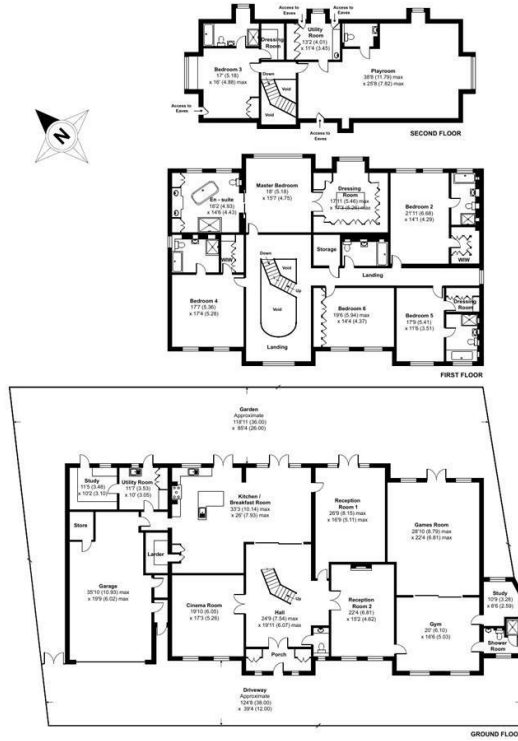 Access to
Eaves
Access to
Eaves
Utility
Room
13'2 (4.01)
x 11'4 (3.45)
Dressing
Room
Bedroom 3
17' (5.18)
x 16' (4.88) max
Playroom
38'8 (11.79) max
x 25'8 (7.82) max
Down
Void
Void
Access to
Eaves
Access to
Eaves
SECOND FLOOR
N
En - suite
16'2 (4.93)
x 14'6 (4.43)
Master Bedroom
18' (5.18)
x 15'7 (4.75)
Dressing
Room
17'11 (5.46) max
x 17'3 (5.26) max
Bedroom 2
21'11 (6.68)
x 14'1 (4.29)
WIW
WIW
Storage
Down
Void
Up
Void
Landing
Landing
Bedroom 4
17'7 (5.36)
x 17'4 (5.28)
Bedroom 6
19'6 (5.94) max
x 14'4 (4.37)
Bedroom 5
17'9 (5.41)
x 11'6 (3.51)
Dressing
Room
FIRST FLOOR
Garden
Approximate
118'11 (36.00)
x 85'4 (26.00)
Study
11'5 (3.48)
x 10'2 (3.10)
Utility Room
11'7 (3.53)
x 10' (3.05)
Kitchen /
Breakfast Room
33'3 (10.14) max
x 26' (7.93) max
Reception
Room 1
26'9 (8.15) max
x 16'9 (5.11) max
Games Room
28'10 (8.79) max
x 22'4 (6.81) max
Store
Larder
Garage
35'10 (10.93) max
x 19'9 (6.02) max
Cinema Room
19'10 (6.05)
x 17'3 (5.26)
Up
Hall
24'9 (7.54) max
x 19'11 (6.07) max
Reception
Room 2
22'4 (6.81)
x 15'2 (4.62)
Gym
20' (6.10)
x 16'6 (5.03)
Study
10'9 (3.28)
x 8'6 (2.59)
Shower
Room
Porch
Driveway
Approximate
124'8 (38.00)
x 39'4 (12.00)
GROUND FLOOR